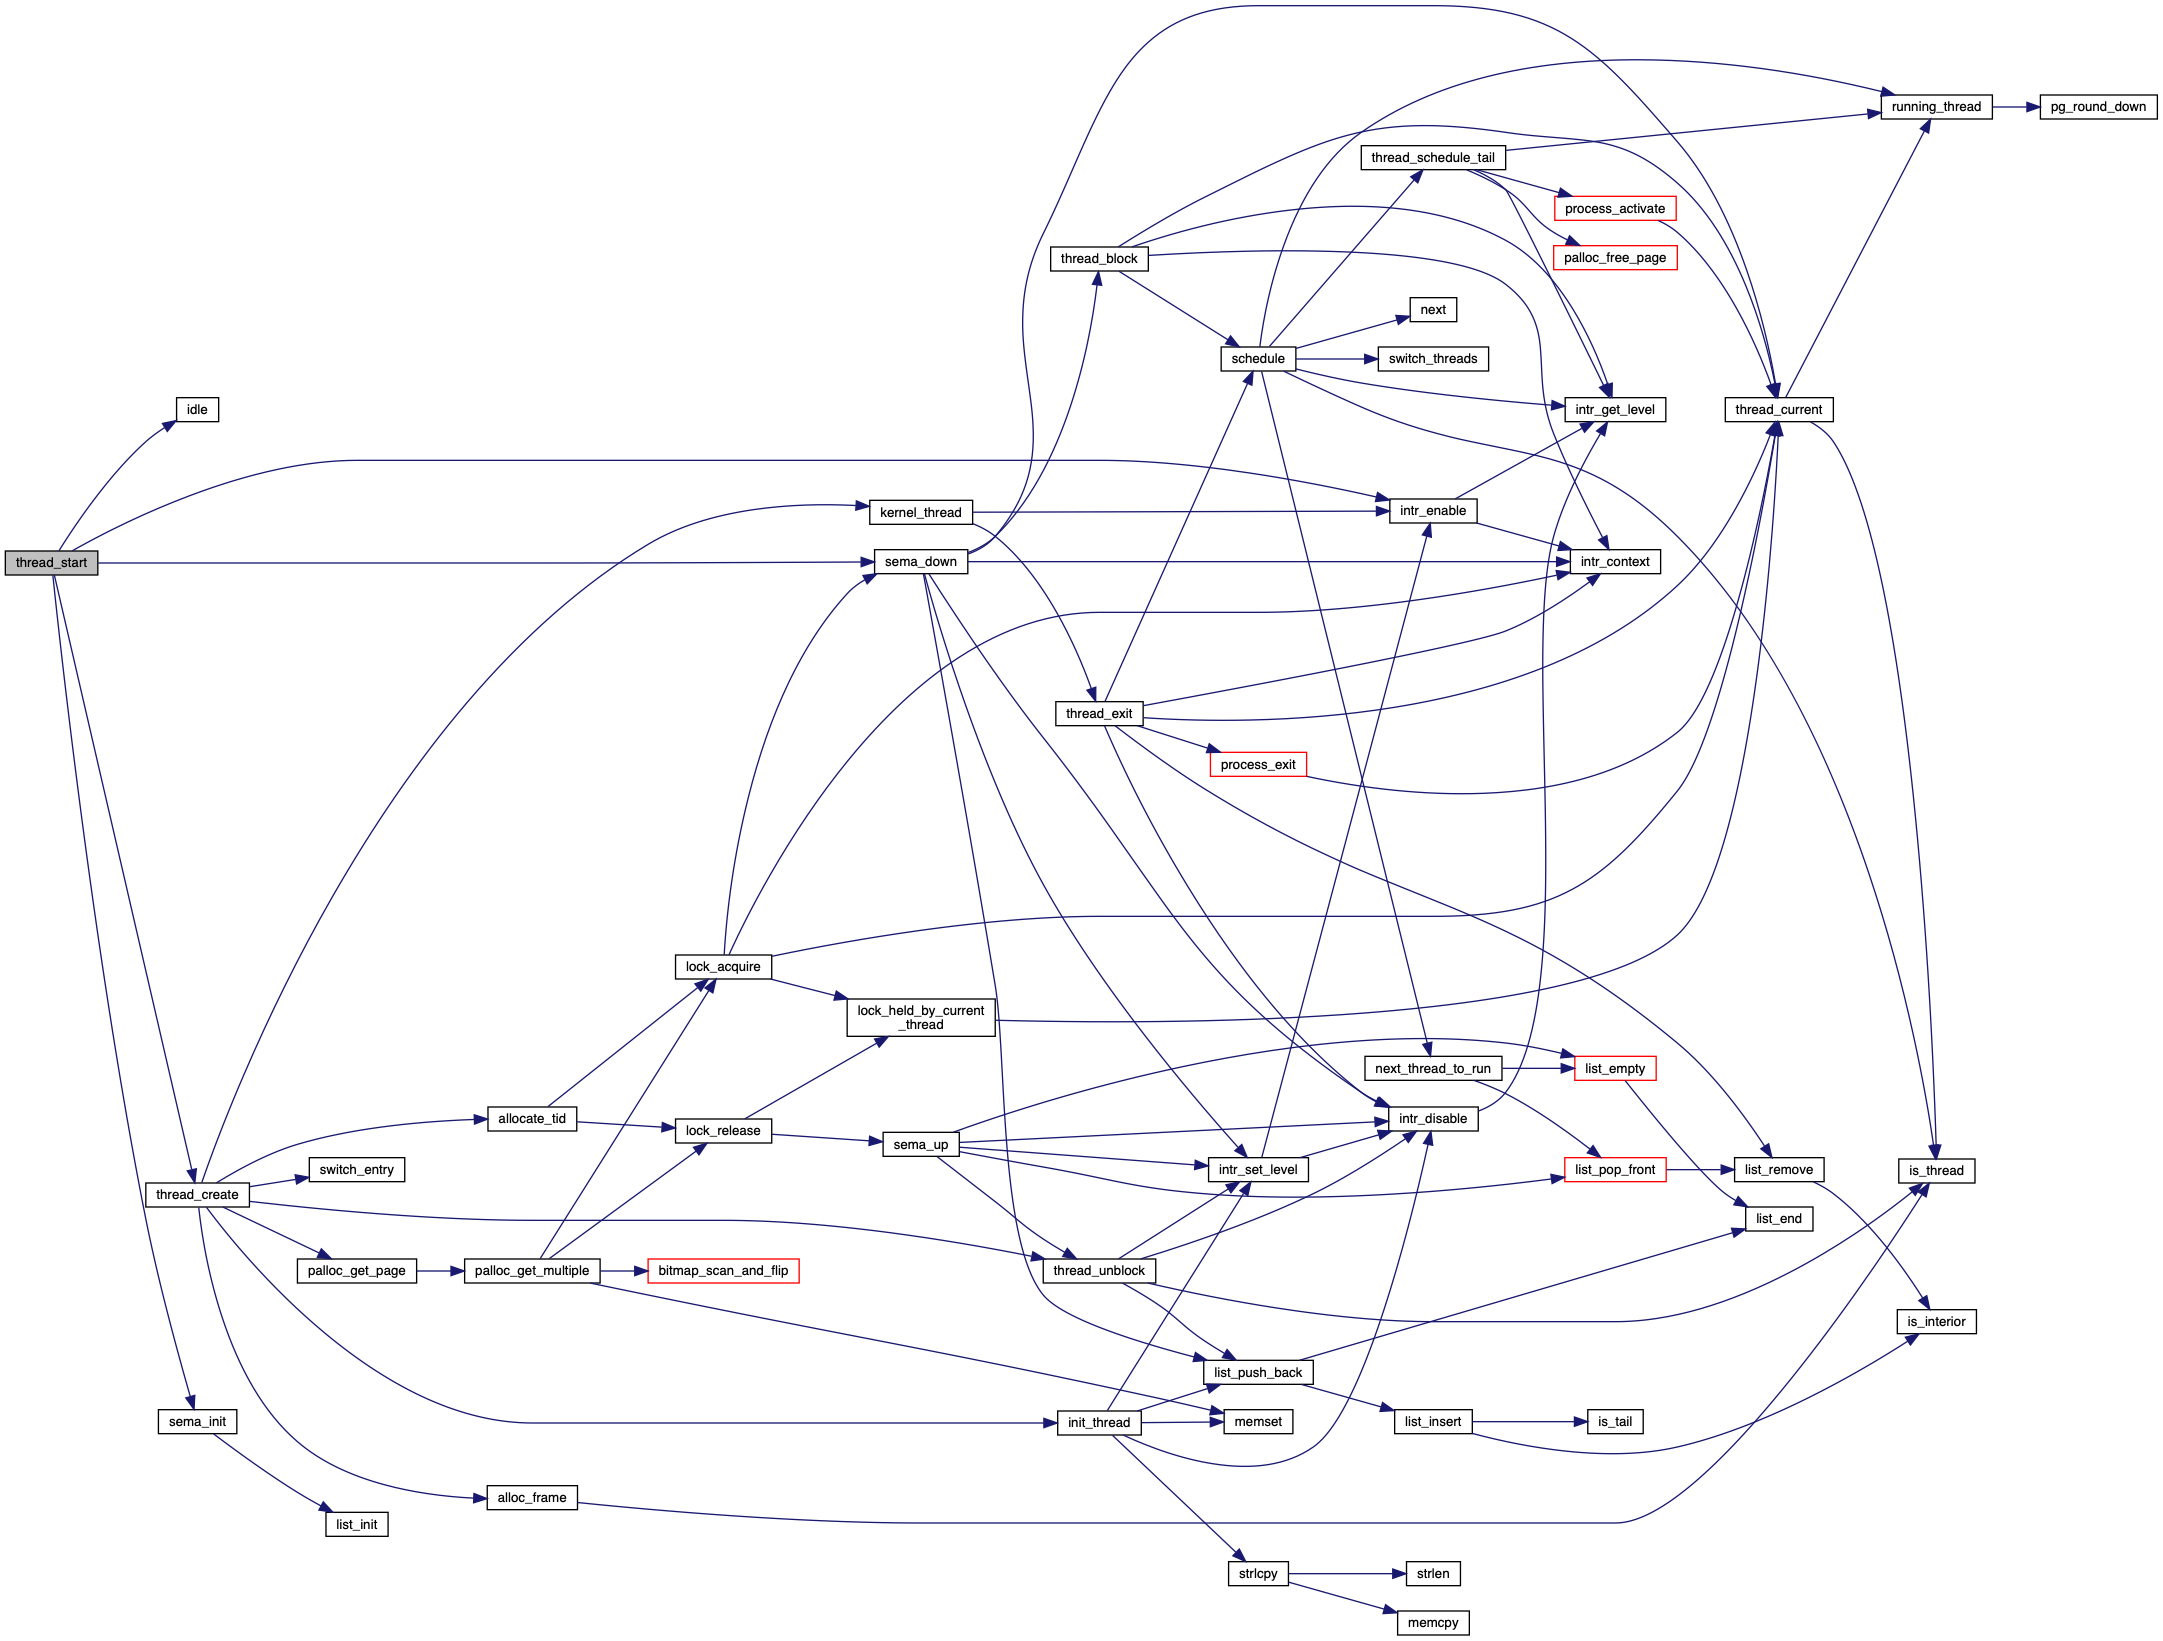 running_thread
pg_round_down
thread_schedule_tail
process_activate
palloc_free_page
thread_block
next
schedule
switch_threads
idle
intr_get_level
thread_current
kernel_thread
intr_enable
thread_start
sema_down
intr_context
thread_exit
process_exit
lock_acquire
lock_held_by_current
_thread
next_thread_to_run
list_empty
allocate_tid
lock_release
sema_up
intr_disable
switch_entry
intr_set_level
list_pop_front
list_remove
is_thread
thread_create
list_end
palloc_get_page
palloc_get_multiple
bitmap_scan_and_flip
thread_unblock
is_interior
list_push_back
sema_init
init_thread
memset
list_insert
is_tail
alloc_frame
list_init
strlcpy
strlen
memcpy